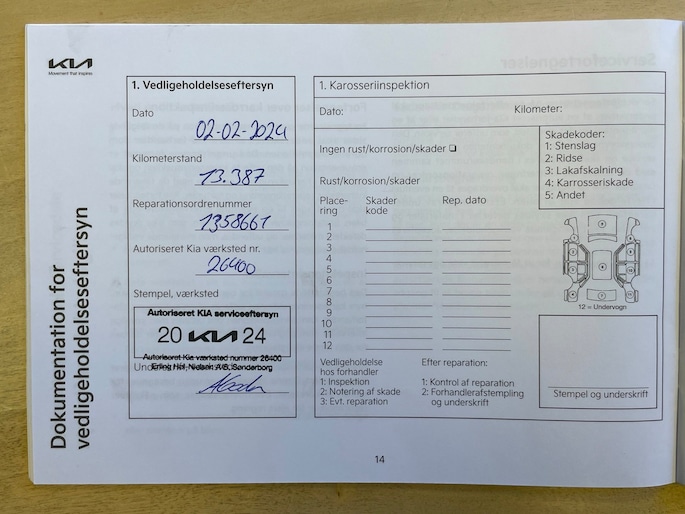 KIA
Movement that inspires
Dokumentation for
vedligeholdelseseftersyn
1. Vedligeholdelseseftersyn
Dato
02-02-2024
Kilometerstand
13.387
Reparationsordrenummer
1358661
Autoriseret Kia værksted nr.
26400
Stempel, værksted
Autoriseret KIA serviceeftersyn
20 KIA 24
Autoriseret Kia værksted nummer 26400
A/S Sønderborg
1. Karosseriinspektion
Dato:
Kilometer:
Ingen rust/korrosion/skader
Rust/korrosion/skader
Skadekoder:
1: Stenslag
2: Ridse
3: Lakafskalning
4: Karrosseriskade
5: Andet
Place-
ring
Skader
kode
Rep. dato
1
2
3
4
5
6
7
8
9
10
11
12
12 = Undervogn
Vedligeholdelse
hos forhandler
1: Inspektion
2: Notering af skade
3: Evt. reparation
Efter reparation:
1: Kontrol af reparation
2: Forhandlerafstempling
og underskrift
Stempel og underskrift
14